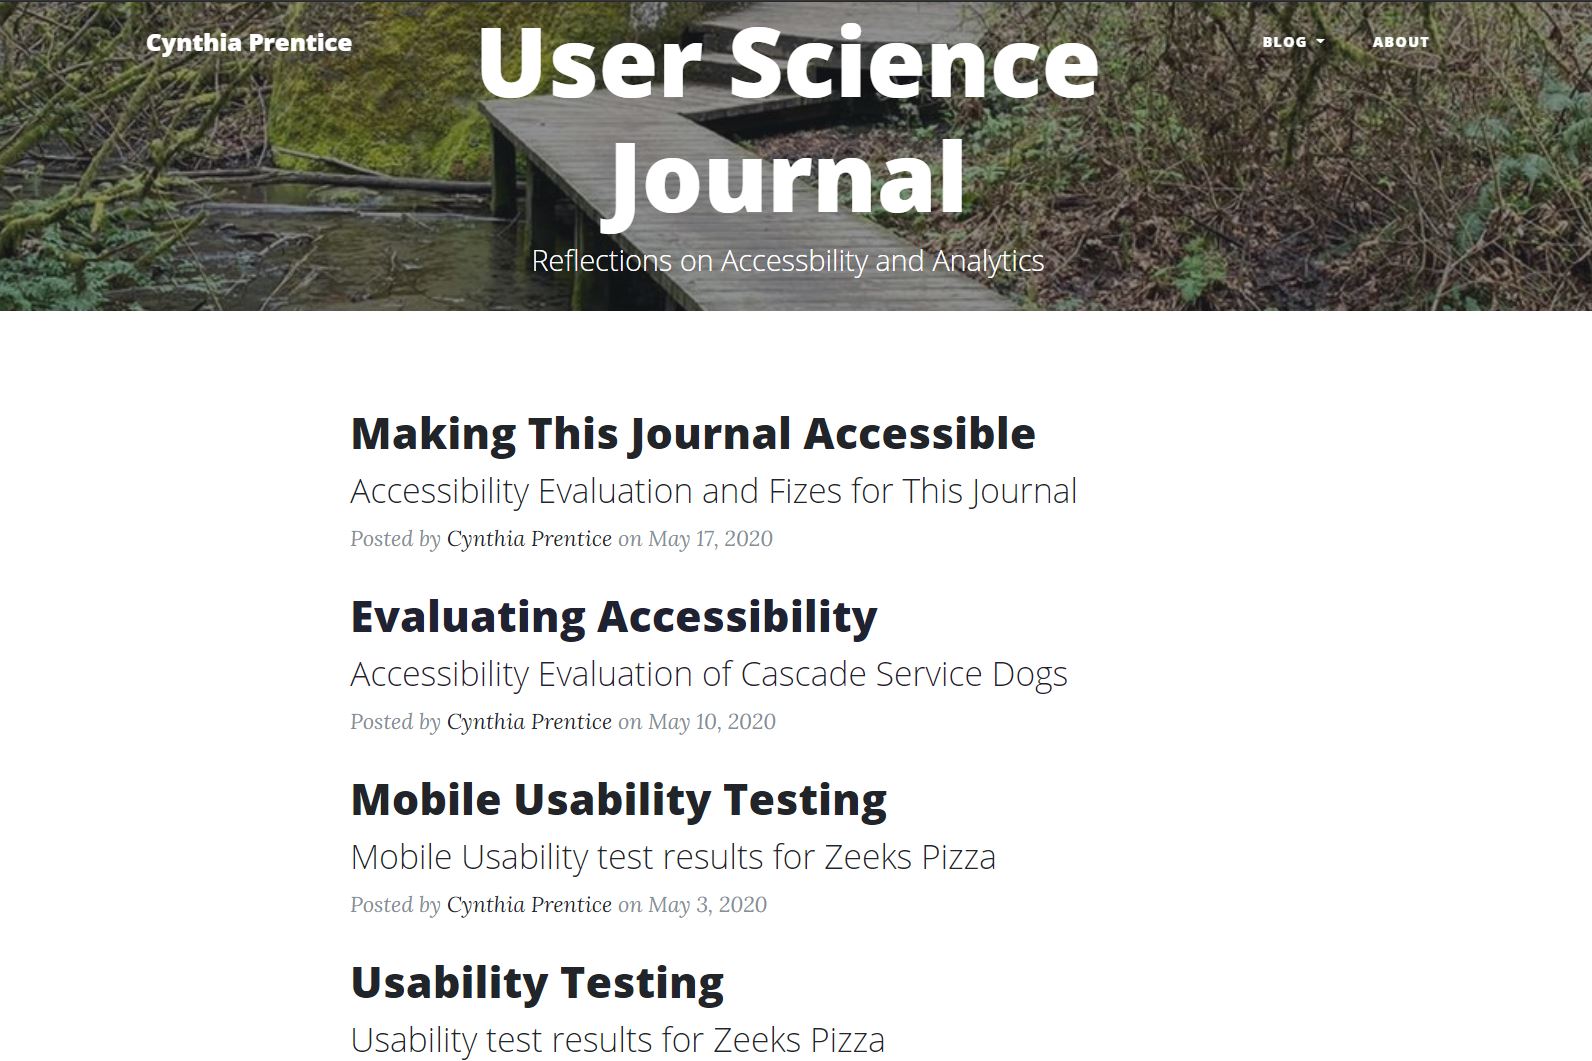 Cynthia Prentice
BLOG
ABOUT
User Science
Journal
Reflections on Accessbility and Analytics
Making This Journal Accessible
Accessibility Evaluation and Fizes for This Journal
Posted by Cynthia Prentice on May 17, 2020
Evaluating Accessibility
Accessibility Evaluation of Cascade Service Dogs
Posted by Cynthia Prentice on May 10, 2020
Mobile Usability Testing
Mobile Usability test results for Zeeks Pizza
Posted by Cynthia Prentice on May 3, 2020
Usability Testing
Usability test results for Zeeks Pizza